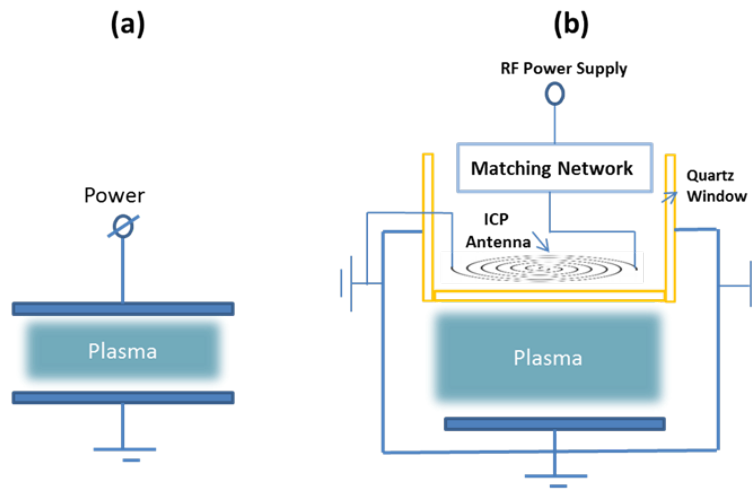 (a)
(b)
RF Power Supply
Matching Network
Quartz
Window
Power
ICP
Antenna
Plasma
Plasma